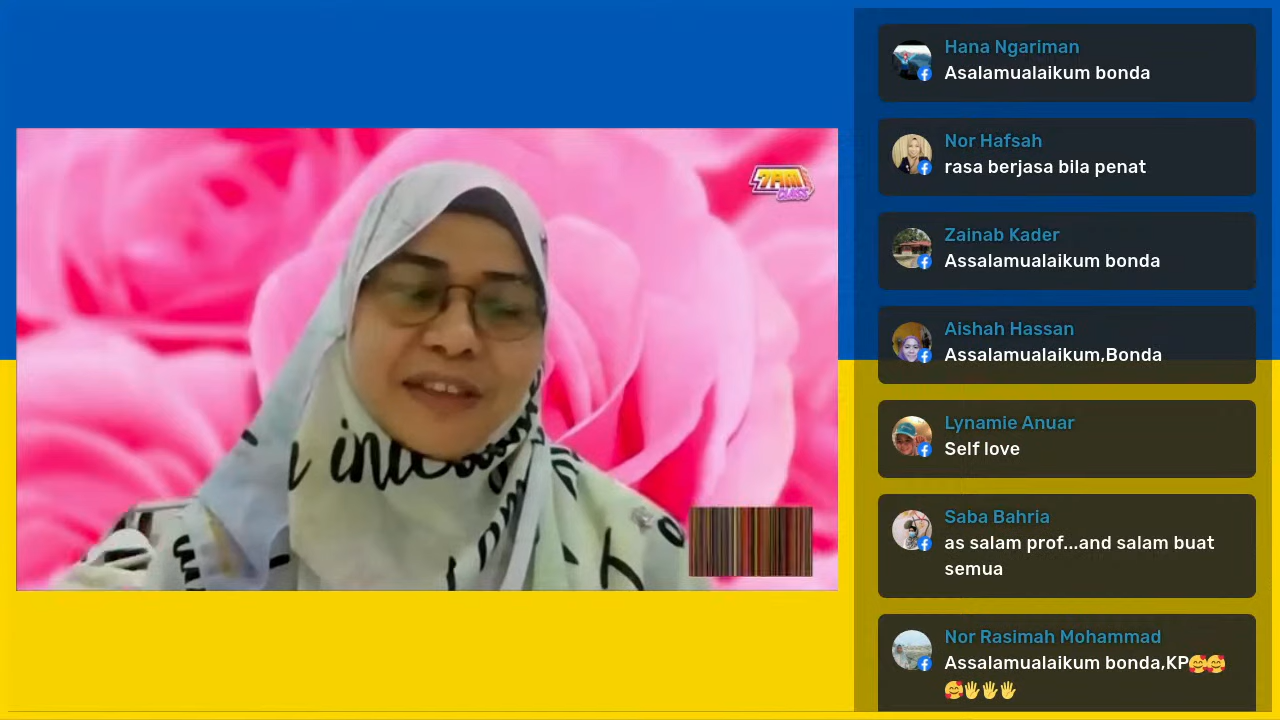 7AM
CLASS
Hana Ngariman
Asalamualaikum bonda
Nor Hafsah
rasa berjasa bila penat
Zainab Kader
Assalamualaikum bonda
Aishah Hassan
Assalamualaikum,Bonda
Lynamie Anuar
Self love
Saba Bahria
as salam prof...and salam buat
semua
Nor Rasimah Mohammad
Assalamualaikum bonda,KP🥰🥰
🥰🖐🖐🖐